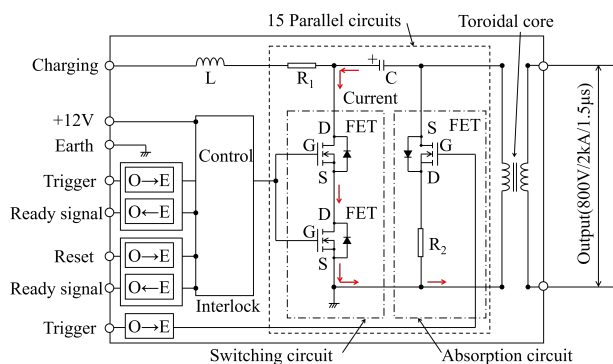 15 Parallel circuits
Toroidal core
Charging
L
R1
+
C
Current
+12V
Earth
Control
D
FET
G
S
S
FET
G
D
Trigger
O→E
Ready signal
O←E
D
FET
G
S
R2
Reset
O→E
Ready signal
O←E
Interlock
Trigger
O→E
Switching circuit
Absorption circuit
Output(800V/2kA/1.5μs)